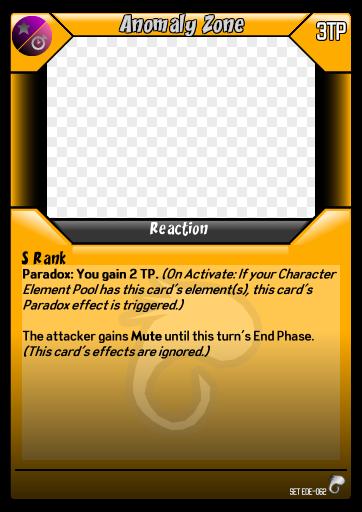 Anomaly Zone
3TP
Reaction
S Rank
Paradox: You gain 2 TP. (On Activate: If your Character
Element Pool has this card's element(s), this card's
Paradox effect is triggered.)
The attacker gains Mute until this turn's End Phase.
(This card's effects are ignored.)
SET EOE-062